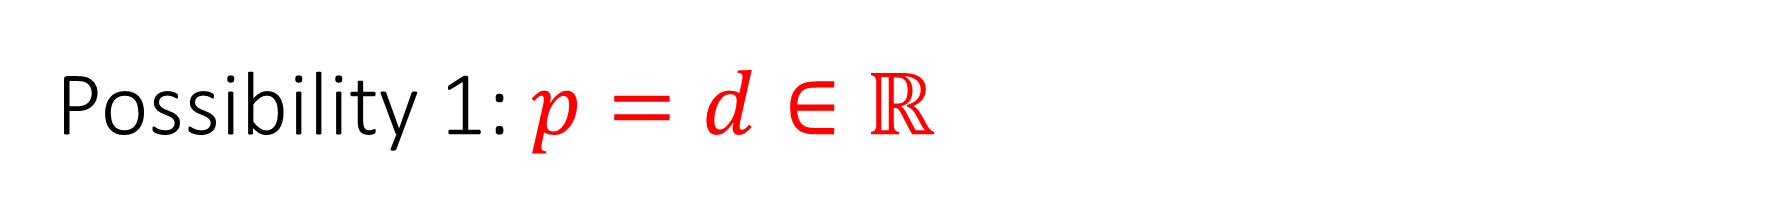 Possibility 1: 𝑝 = 𝑑 ∈ ℝ